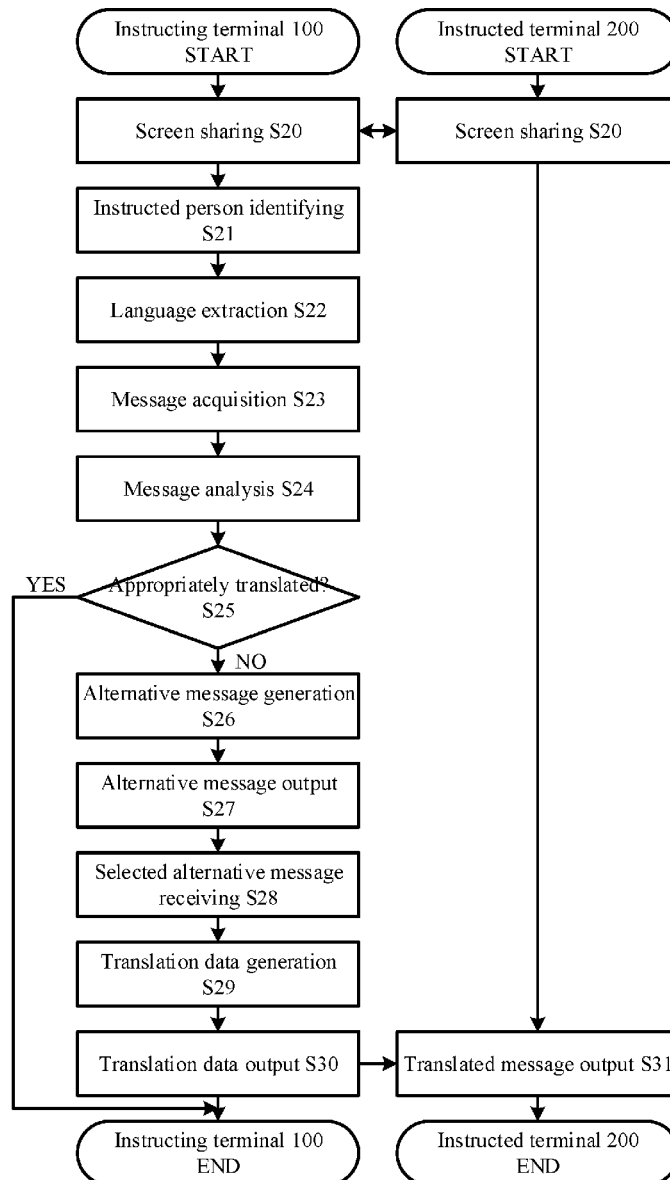 Instructing terminal 100
START
Instructed terminal 200
START
Screen sharing S20
Screen sharing S20
Instructed person identifying
S21
Language extraction S22
Message acquisition S23
Message analysis S24
YES
Appropriately translated?
S25
NO
Alternative message generation
S26
Alternative message output
S27
Selected alternative message
receiving S28
Translation data generation
S29
Translation data output S30
Translated message output S31
Instructing terminal 100
END
Instructed terminal 200
END